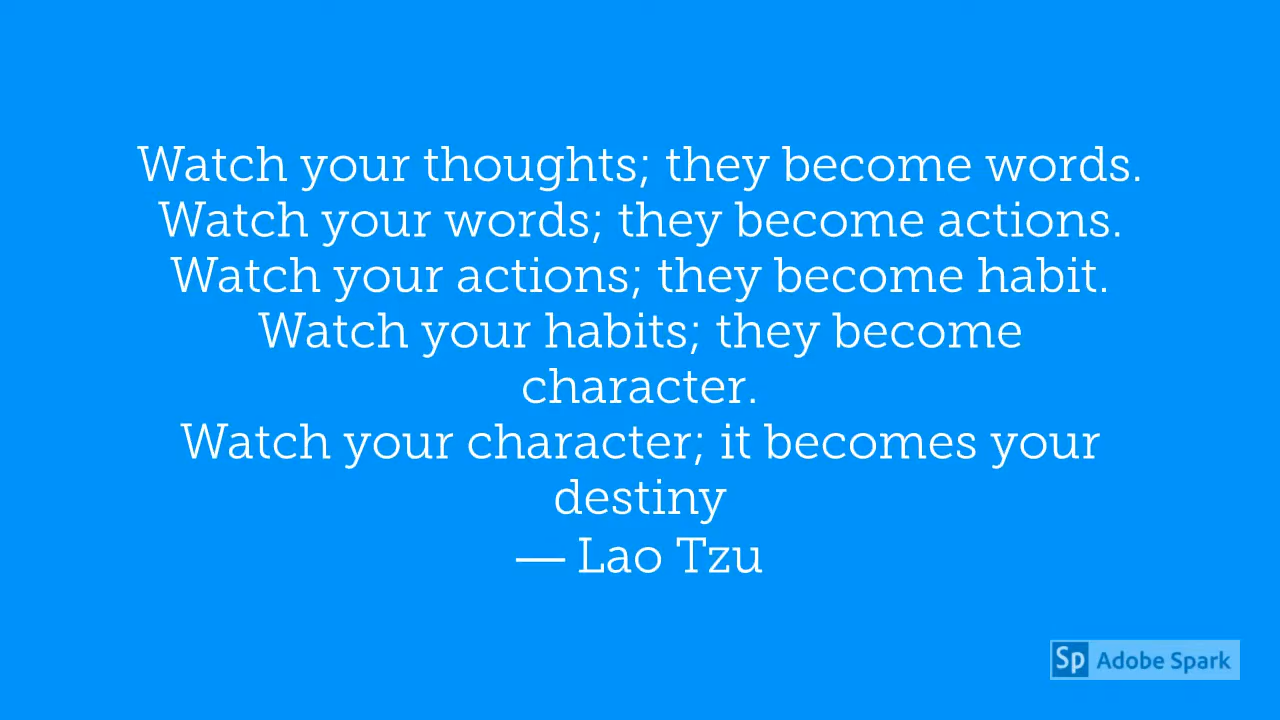 Watch your thoughts; they become words.
Watch your words; they become actions.
Watch your actions; they become habit.
Watch your habits; they become
character.
Watch your character; it becomes your
destiny
— Lao Tzu
Sp Adobe Spark